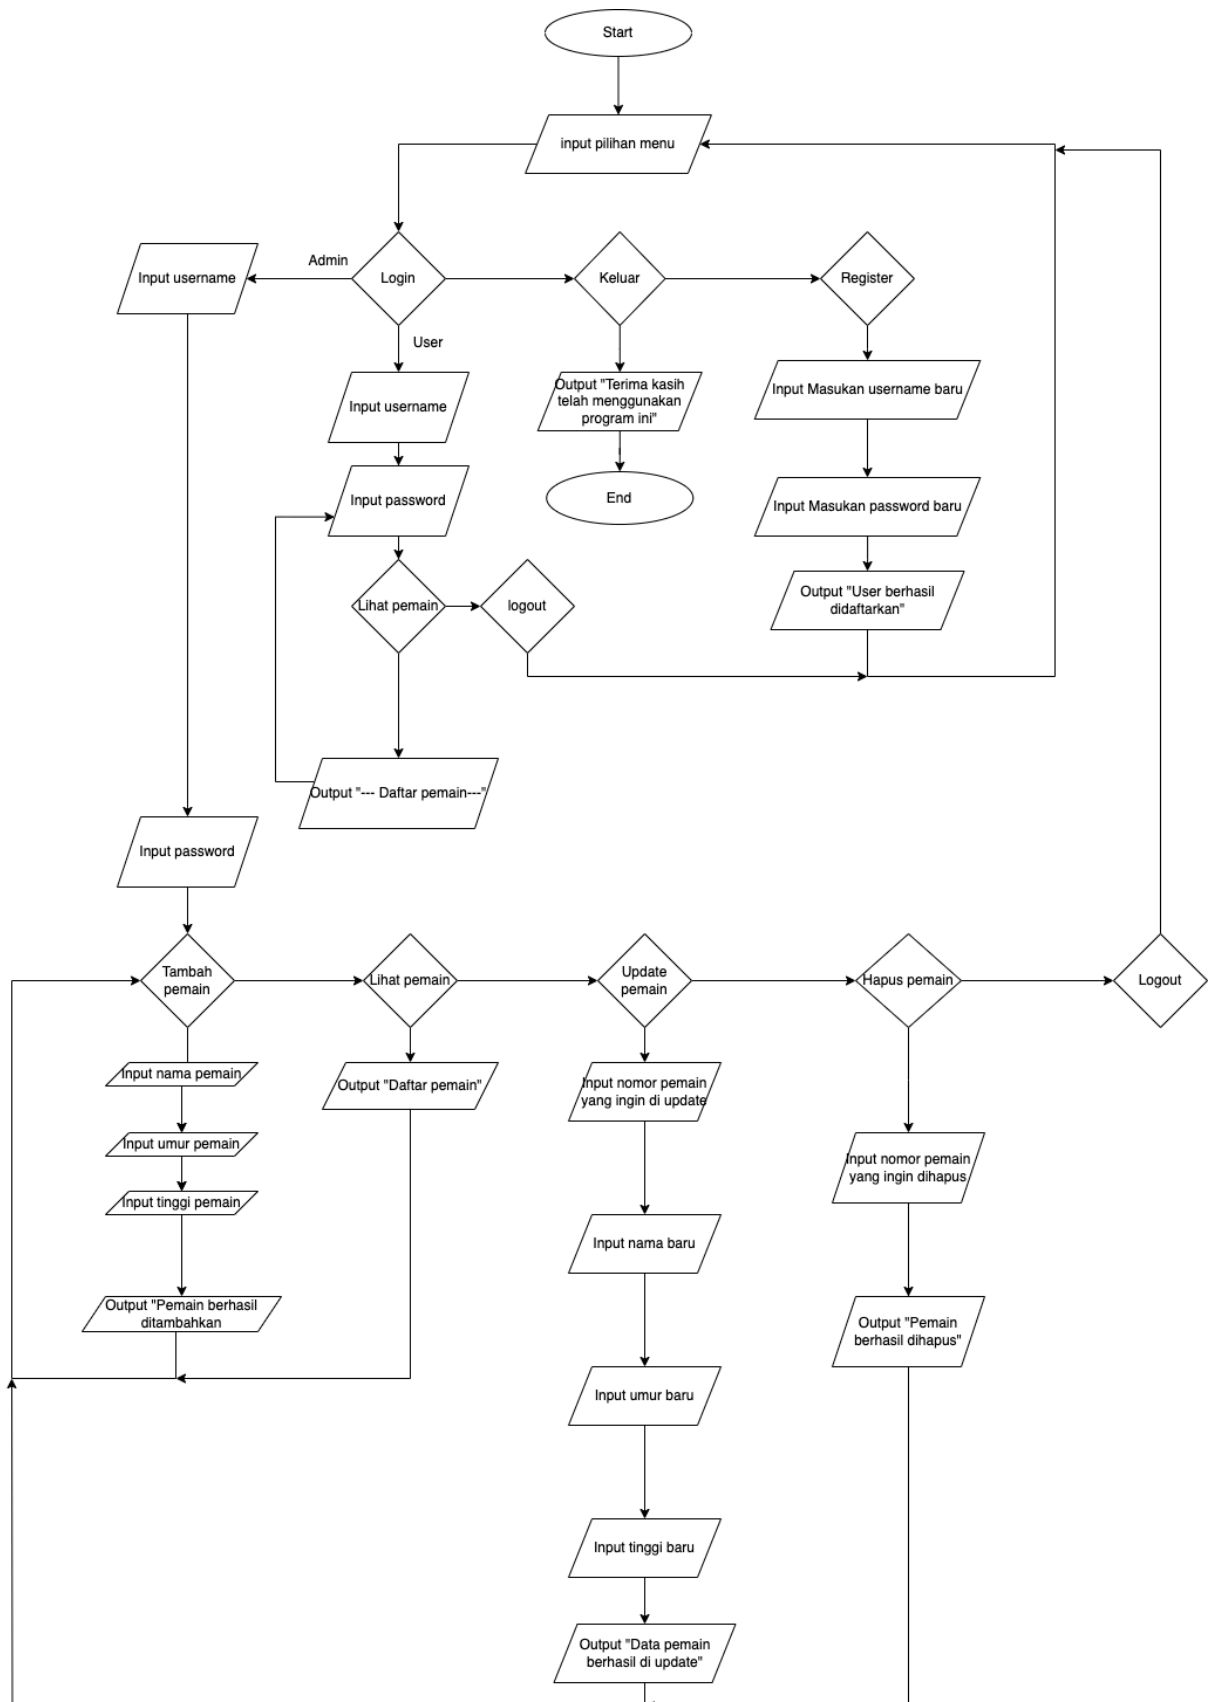 Start
input pilihan menu
Input username
Admin
Login
Keluar
Register
User
Input username
Output "Terima kasih
telah menggunakan
program ini"
Input Masukan username baru
Input password
End
Input Masukan password baru
Lihat pemain
logout
Output "User berhasil
didaftarkan"
Output "--- Daftar pemain---"
Input password
Tambah
pemain
Lihat pemain
Update
pemain
Hapus pemain
Logout
Input nama pemain
Output "Daftar pemain"
Input nomor pemain
yang ingin di update
Input umur pemain
Input tinggi pemain
Input nomor pemain
yang ingin dihapus
Input nama baru
Output "Pemain berhasil
ditambahkan
Output "Pemain
berhasil dihapus"
Input umur baru
Input tinggi baru
Output "Data pemain
berhasil di update"